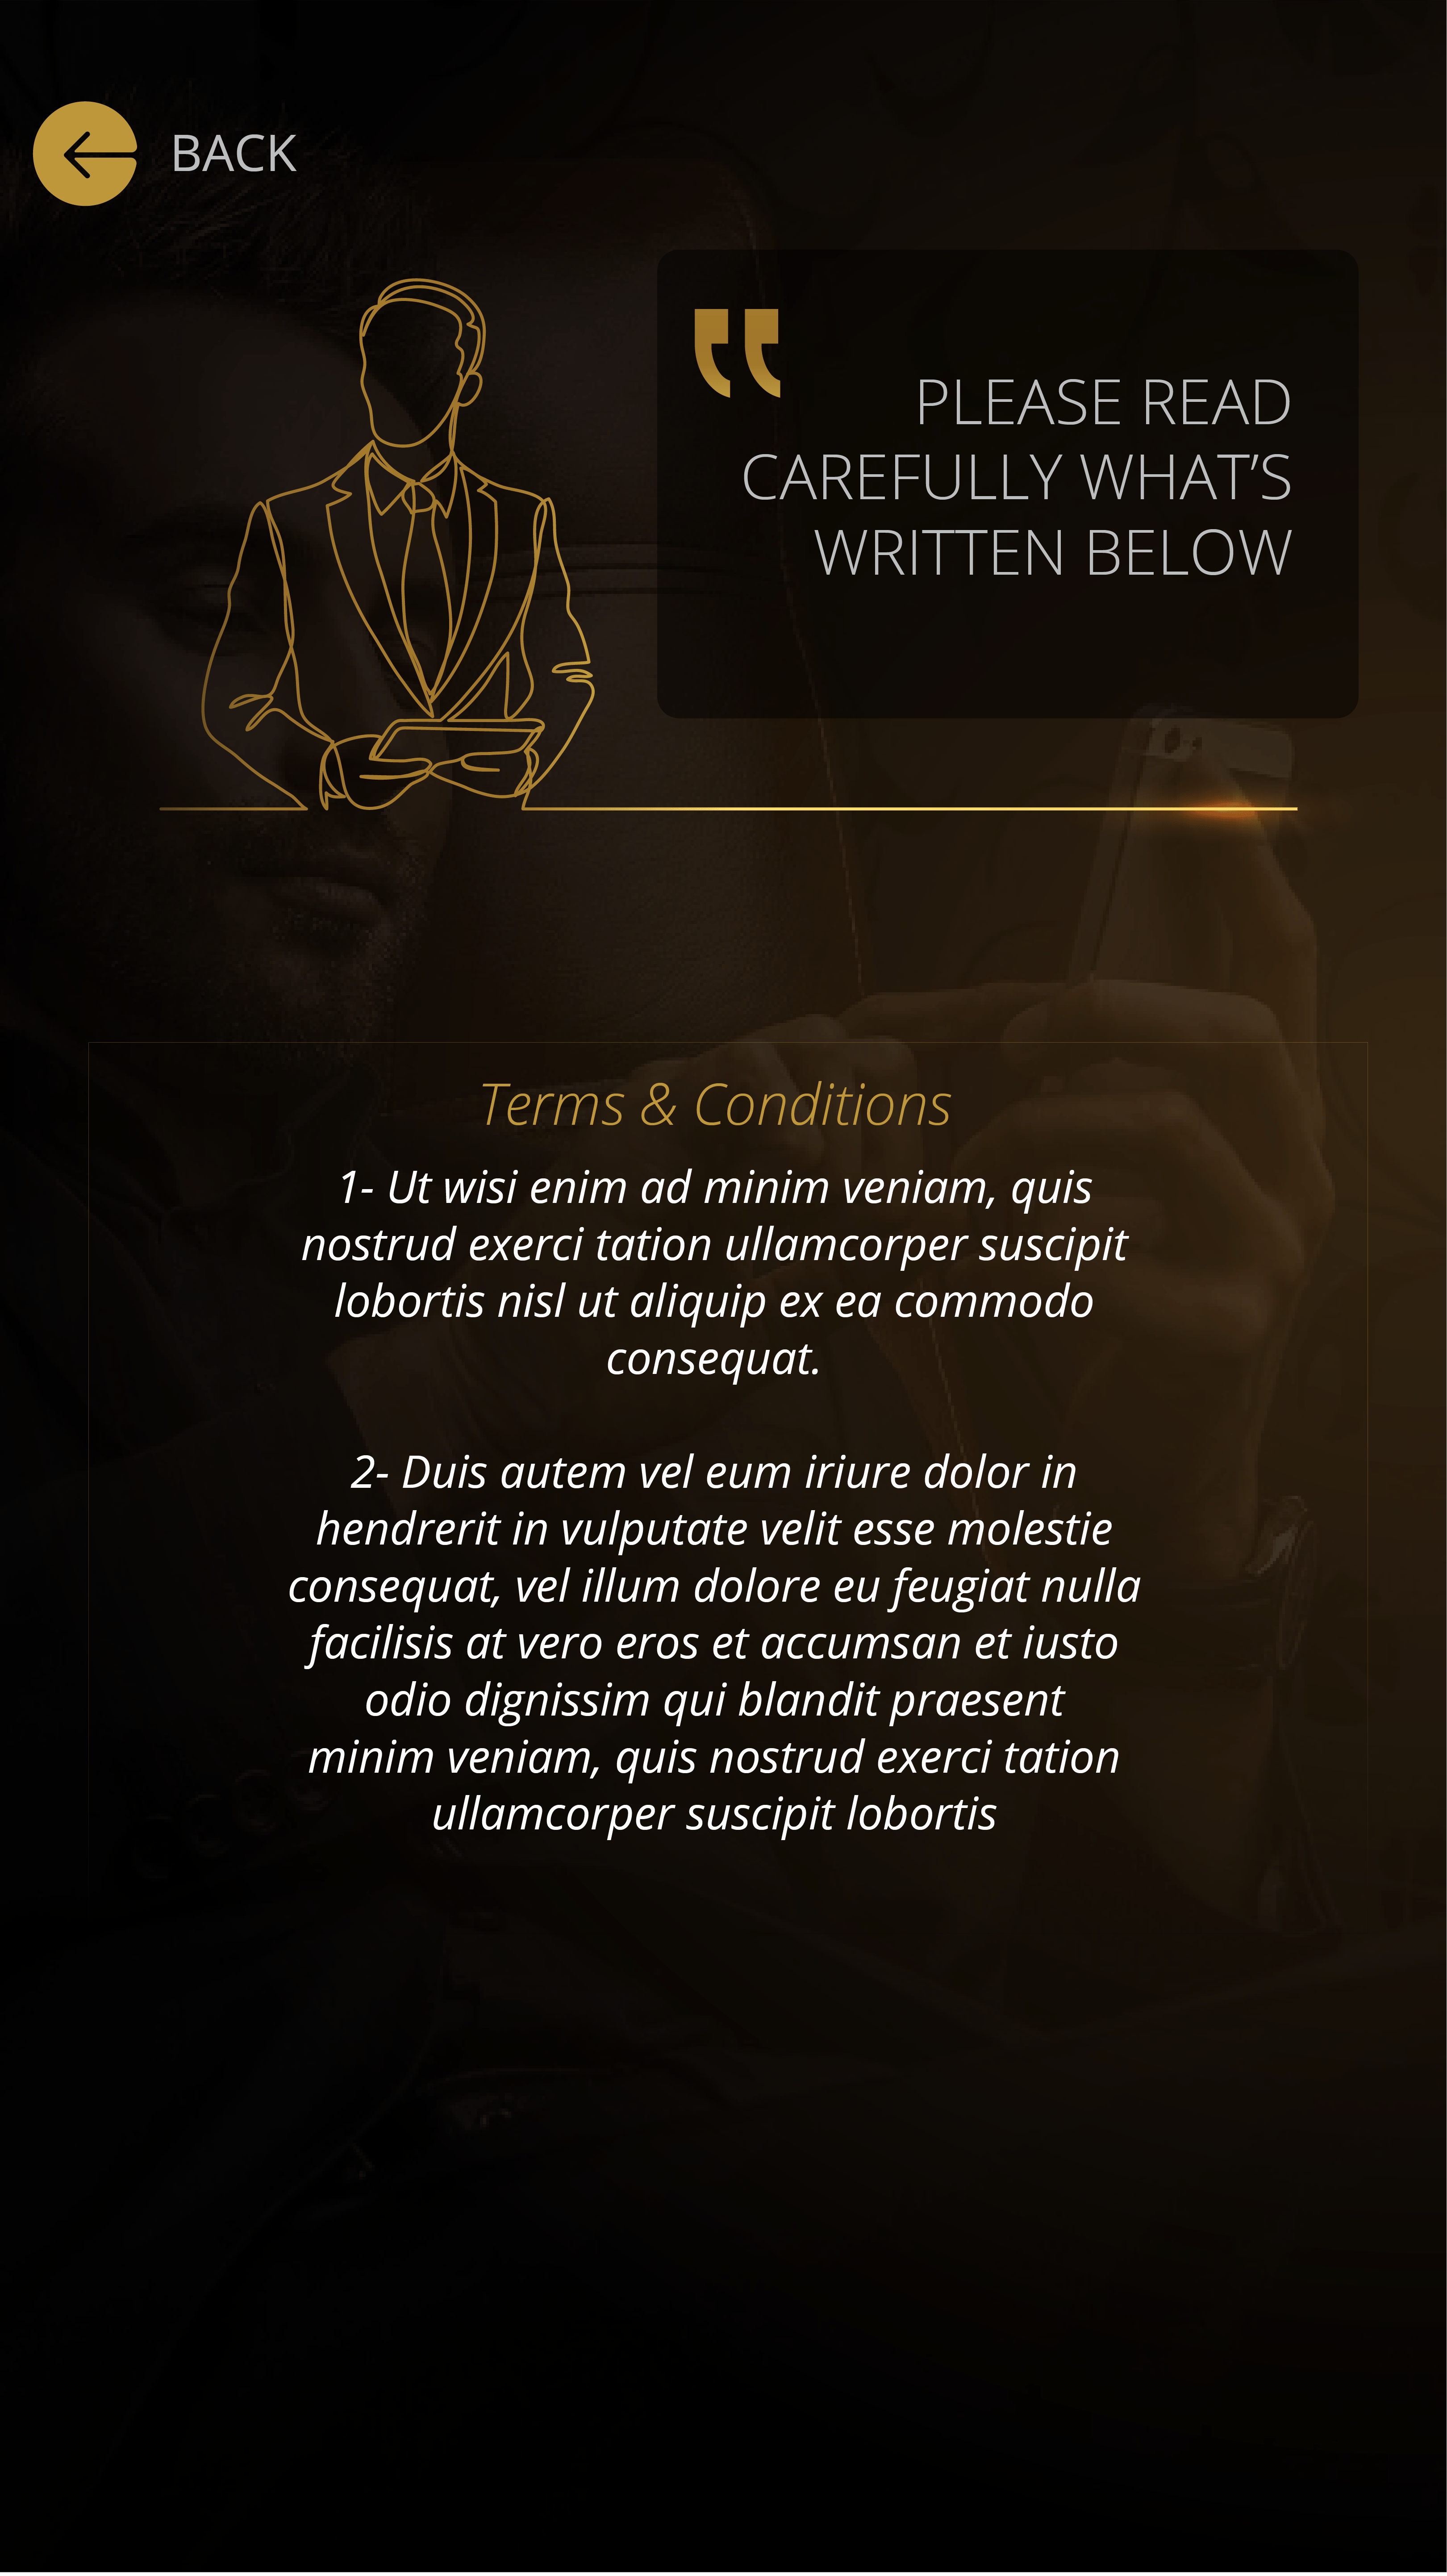 BACK
PLEASE READ
CAREFULLY WHAT’S
WRITTEN BELOW
Terms & Conditions
1- Ut wisi enim ad minim veniam, quis
nostrud exerci tation ullamcorper suscipit
lobortis nisl ut aliquip ex ea commodo
consequat.
2- Duis autem vel eum iriure dolor in
hendrerit in vulputate velit esse molestie
consequat, vel illum dolore eu feugiat nulla
facilisis at vero eros et accumsan et iusto
odio dignissim qui blandit praesent
minim veniam, quis nostrud exerci tation
ullamcorper suscipit lobortis